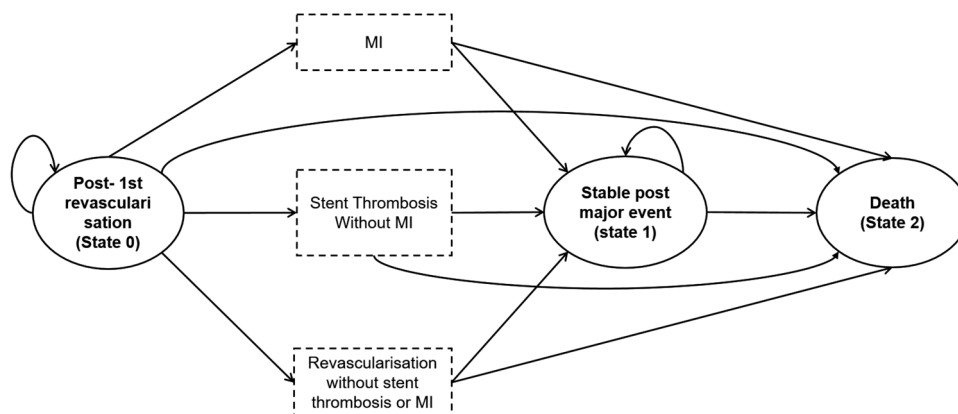 MI
Post- 1st
revasculari
sation
(State 0)
Stent Thrombosis
Without MI
Stable post
major event
(state 1)
Death
(State 2)
Revascularisation
without stent
thrombosis or MI